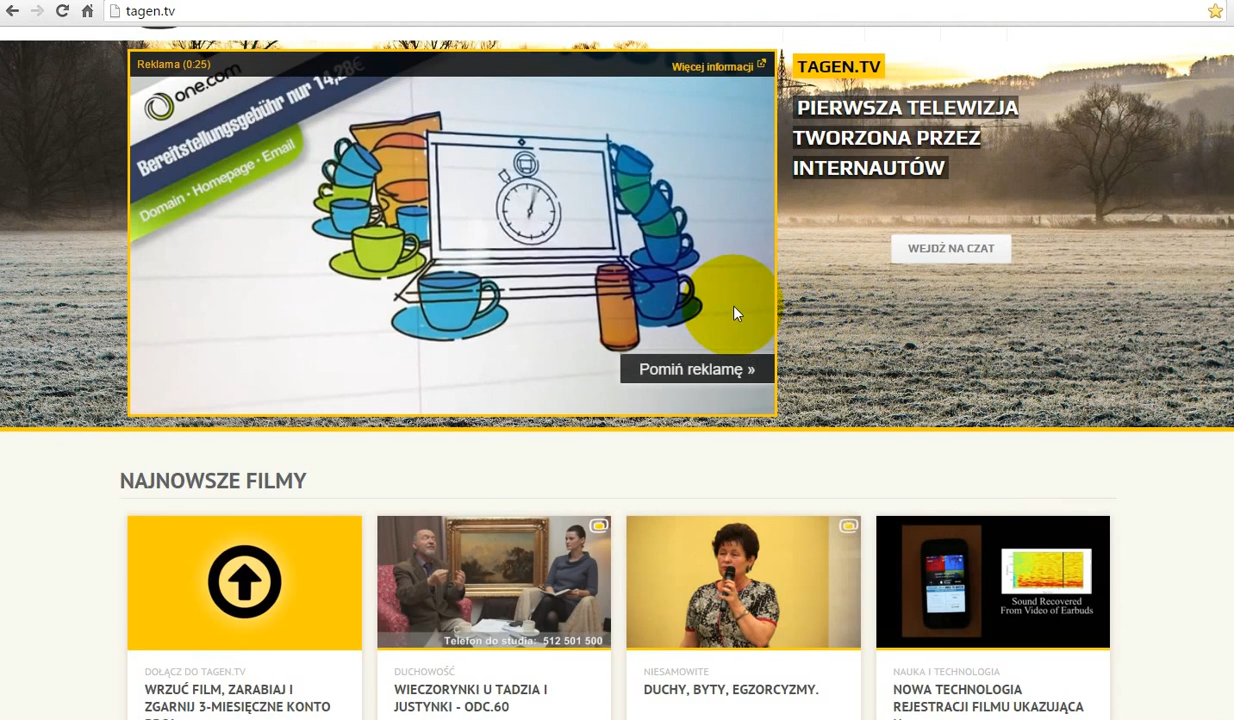 tagen.tv
Reklama (0:25)
Więcej informacji
one.com
Bereitstellungsgebühr nur 14,28€
Domain • Homepage • Email
Pomiń reklamę »
TAGEN.TV
PIERWSZA TELEWIZJA
TWORZONA PRZEZ
INTERNAUTÓW
WEJDŹ NA CZAT
NAJNOWSZE FILMY
Telefon do studia: 512 501 500
Sound Recovered
From Video of Earbuds
DOŁĄCZ DO TAGEN.TV
WRZUĆ FILM, ZARABIAJ I
ZGARNIJ 3-MIESIĘCZNE KONTO
DUCHOWOŚĆ
WIECZORYNKI U TADZIA I
JUSTYNKI - ODC.60
NIESAMOWITE
DUCHY, BYTY, EGZORCYZMY.
NAUKA I TECHNOLOGIA
NOWA TECHNOLOGIA
REJESTRACJI FILMU UKAZUJĄCA